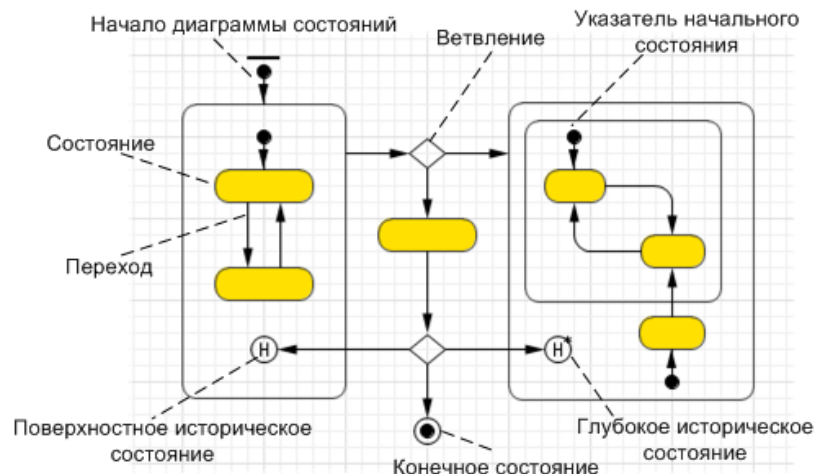 Начало диаграммы состояний
Ветвление
Указатель начального
состояния
Состояние
Переход
H
H*
Поверхностное историческое
состояние
Конечное состояние
Глубокое историческое
состояние